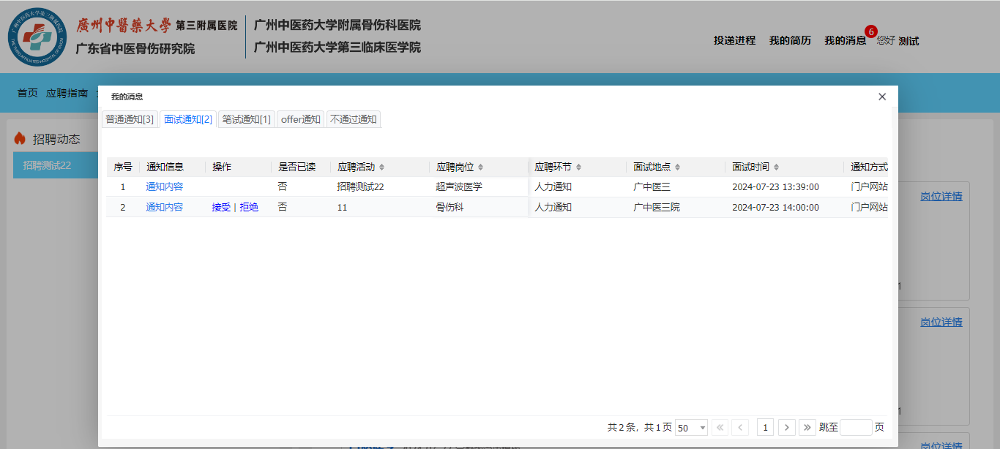 廣州中醫藥大學 第三附属医院
广东省中医骨伤研究院
广州中医药大学附属骨伤科医院
广州中医药大学第三临床医学院
投递进程 我的简历 我的消息 6 您好 测试
首页 应聘指南
我的消息
普通通知[3] 面试通知[2] 笔试通知[1] offer通知 不通过通知
招聘动态
招聘测试22
序号 通知信息 操作 是否已读 应聘活动 应聘岗位 应聘环节 面试地点 面试时间 通知方式
1 通知内容 否 招聘测试22 超声波医学 人力通知 广中医三 2024-07-23 13:39:00 门户网站
2 通知内容 接受 | 拒绝 否 11 骨伤科 人力通知 广中医三院 2024-07-23 14:00:00 门户网站
岗位详情
岗位详情
岗位详情
共2条, 共1页 50 « ‹ 1 › » 跳至 页